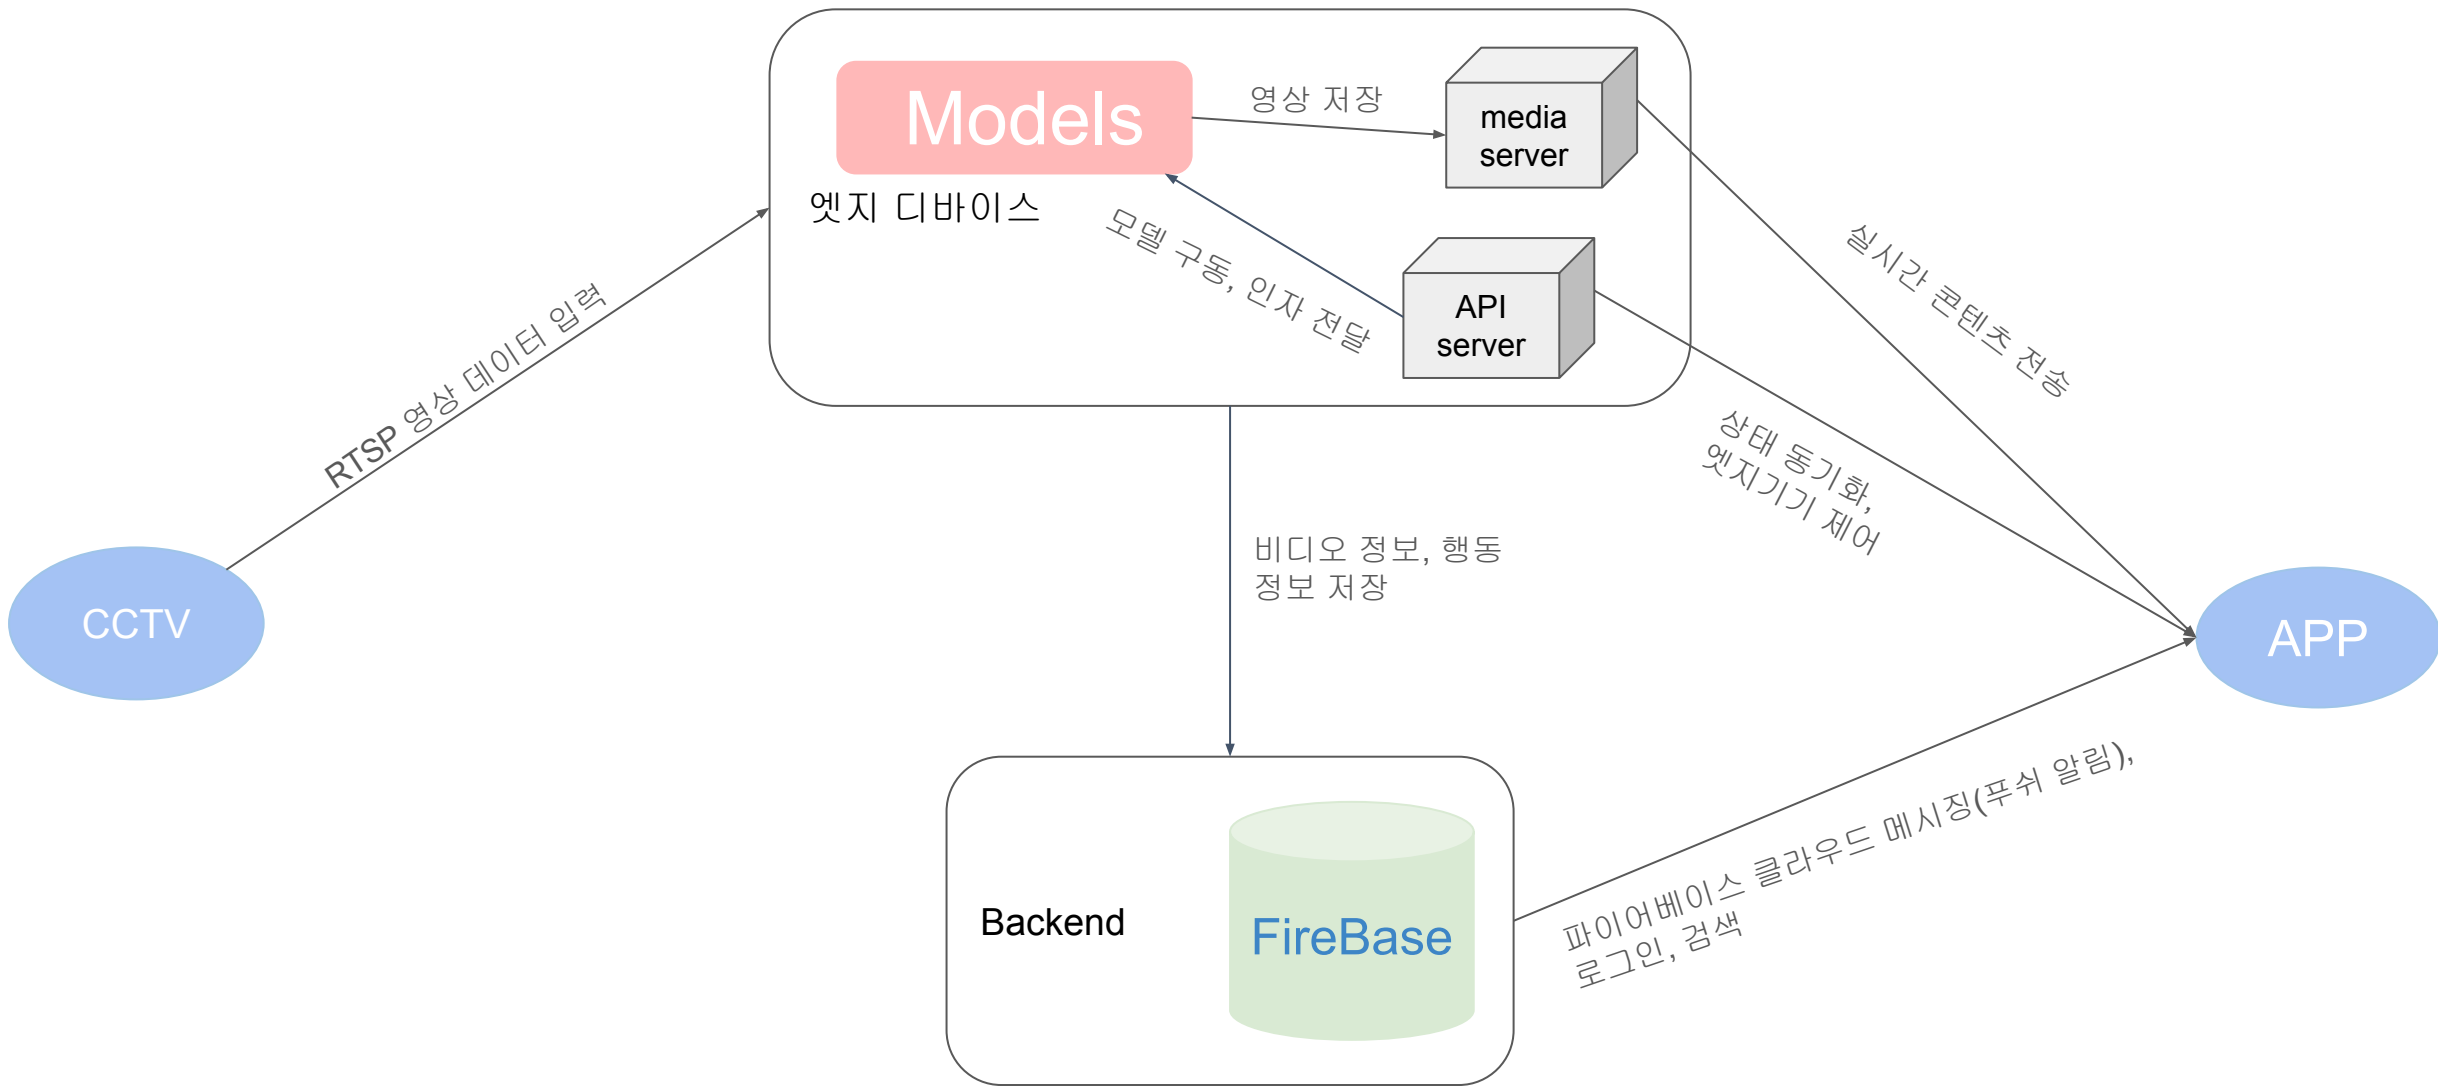 Models
영상 저장
media
server
엣지 디바이스
모델 구동, 인자 전달
API
server
실시간 콘텐츠 전송
RTSP 영상 데이터 입력
상태 동기화,
엣지기기 제어
비디오 정보, 행동
정보 저장
CCTV
APP
Backend
FireBase
파이어베이스 클라우드 메시징(푸쉬 알림),
로그인, 검색